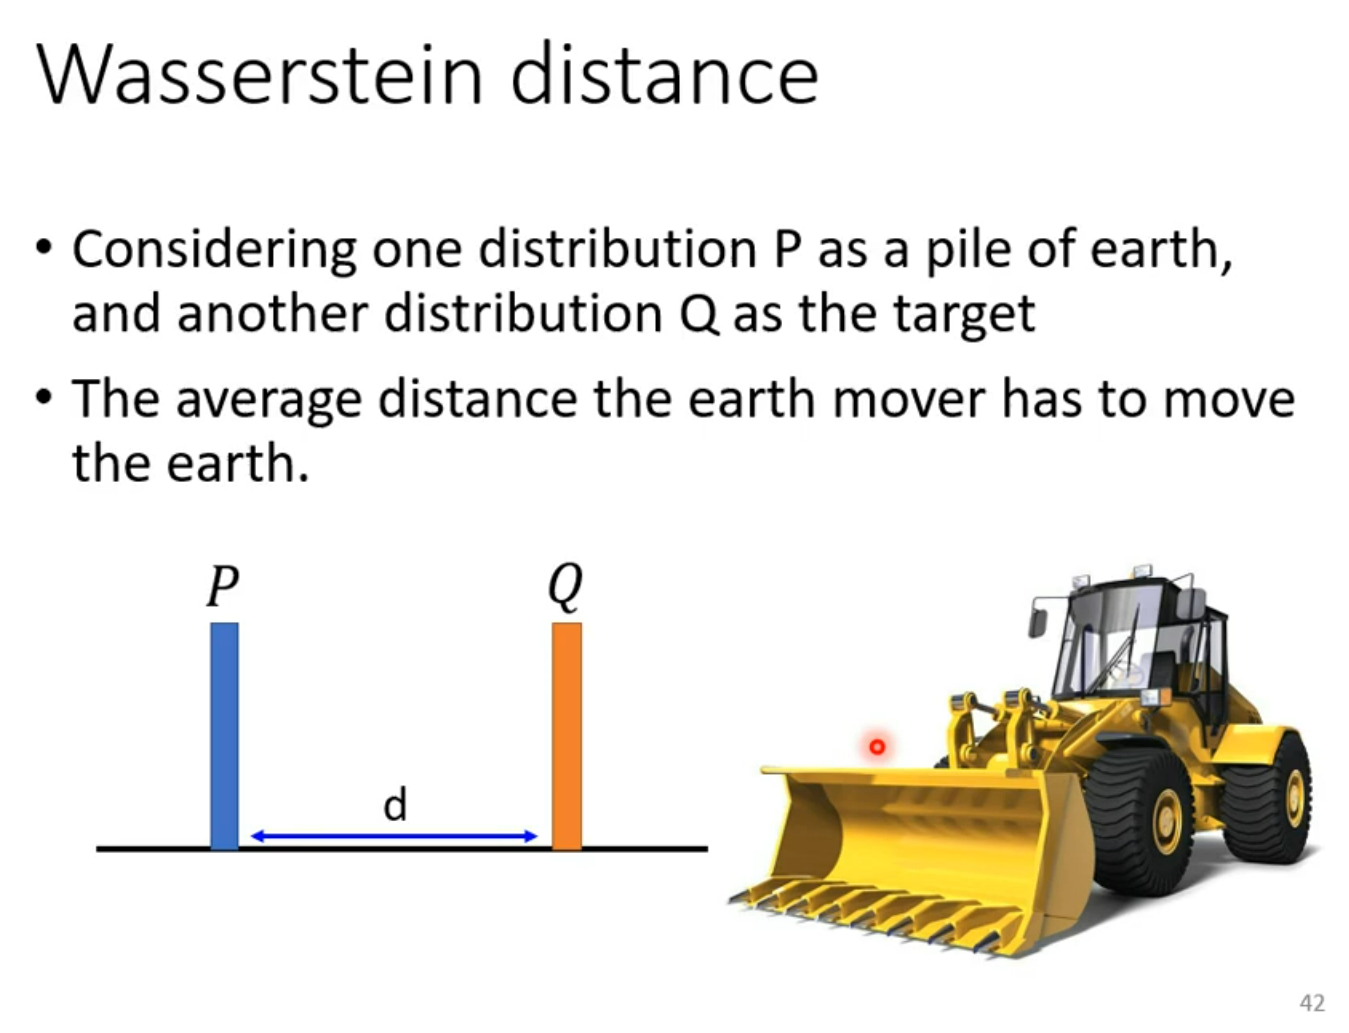 Wasserstein distance
• Considering one distribution P as a pile of earth,
and another distribution Q as the target
• The average distance the earth mover has to move
the earth.
P
Q
d
42